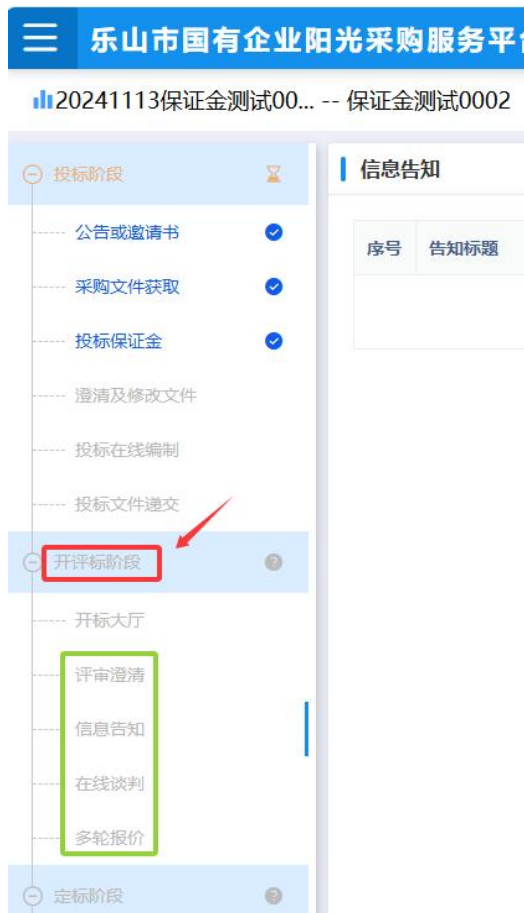 乐山市国有企业阳光采购服务平台
20241113保证金测试00... -- 保证金测试0002
投标阶段
公告或邀请书
采购文件获取
投标保证金
澄清及修改文件
投标在线编制
投标文件递交
开评标阶段
开标大厅
评审澄清
信息告知
在线谈判
多轮报价
定标阶段
信息告知
序号 告知标题